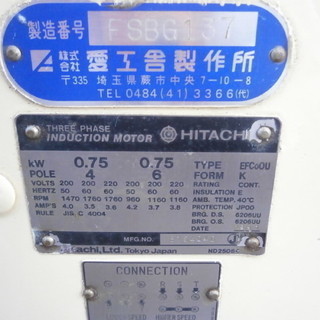 製造番号 FSBG137
株式会社 愛工舎製作所
〒335 埼玉県蕨市中央7-10-8
TEL 0484(41)3366(代)
THREE PHASE
INDUCTION MOTOR HITACHI
kW 0.75 0.75 TYPE EFOUP
POLE 4 6 FORM K
VOLTS 200 200 220 200 200 220 RATING CONT.
HERTZ 50 60 60 50 60 60 INSULATION E
RPM 1470 1760 1760 960 1160 1160 AMB. TEMP. 40°C
AMP'S 4.0 3.5 3.6 4.2 3.7 3.8 PROTECTION JP00
RULE JIS C 4004 BRG. D.S. 6206UU
BRG. 6206UU
MFG.NO.
Hitachi, Ltd. Tokyo Japan
CONNECTION